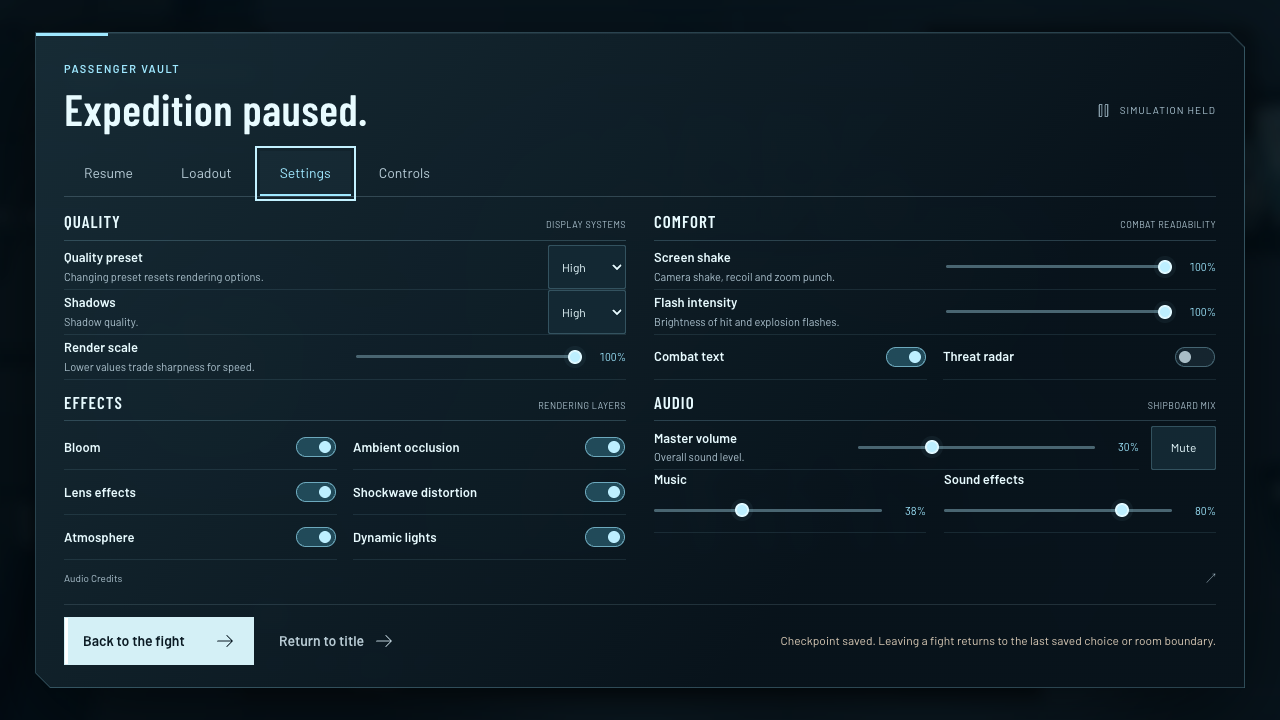 PASSENGER VAULT
Expedition paused.
SIMULATION HELD
Resume
Loadout
Settings
Controls
QUALITY
DISPLAY SYSTEMS
Quality preset
Changing preset resets rendering options.
High
Shadows
Shadow quality.
High
Render scale
Lower values trade sharpness for speed.
100%
EFFECTS
RENDERING LAYERS
Bloom
Ambient occlusion
Lens effects
Shockwave distortion
Atmosphere
Dynamic lights
COMFORT
COMBAT READABILITY
Screen shake
Camera shake, recoil and zoom punch.
100%
Flash intensity
Brightness of hit and explosion flashes.
100%
Combat text
Threat radar
AUDIO
SHIPBOARD MIX
Master volume
Overall sound level.
30%
Mute
Music
38%
Sound effects
80%
Audio Credits
Back to the fight
Return to title
Checkpoint saved. Leaving a fight returns to the last saved choice or room boundary.